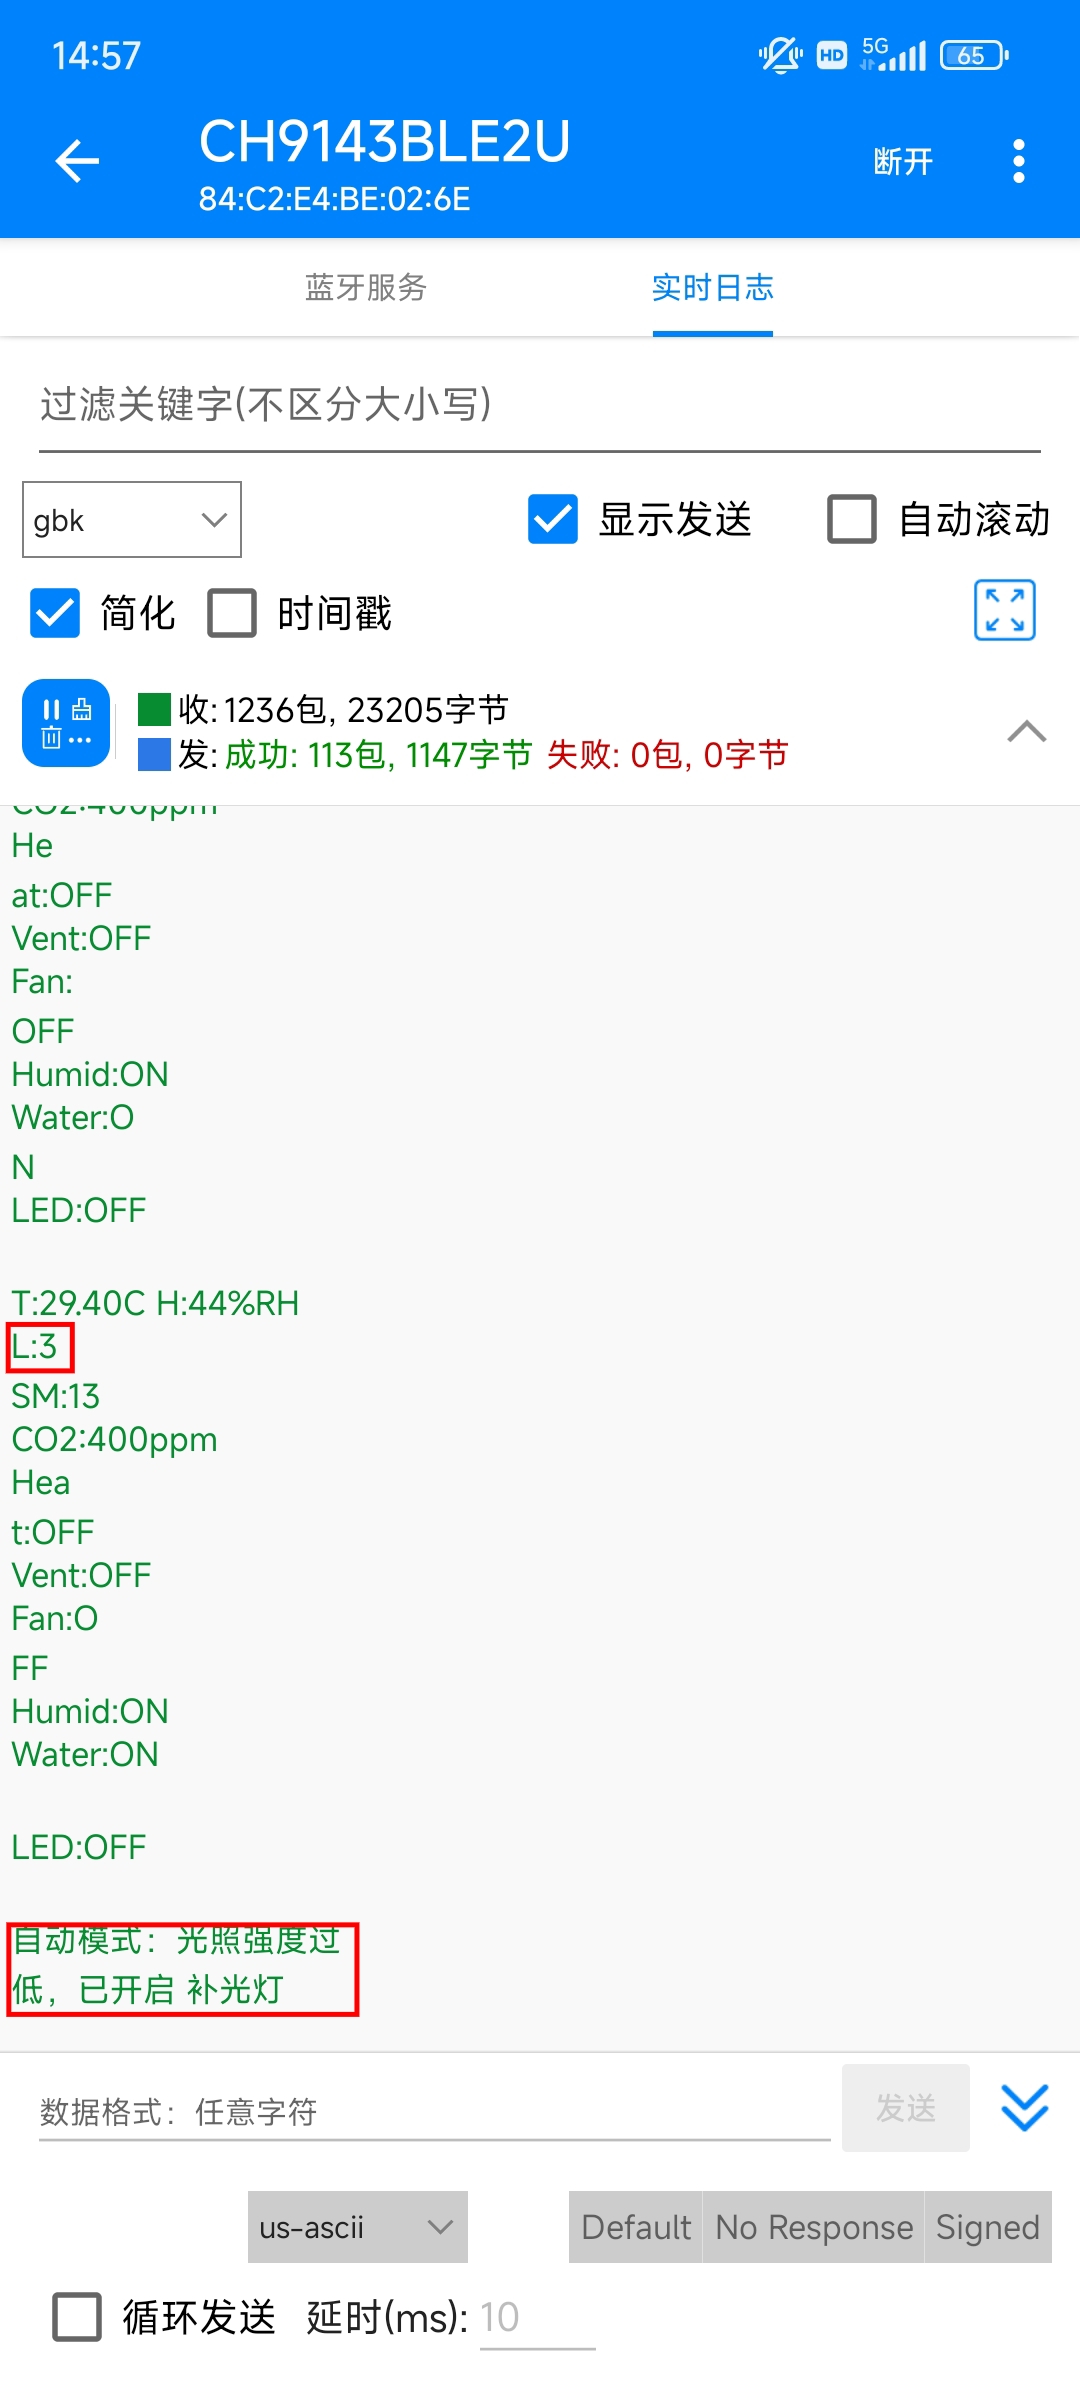 14:57
HD 5G 65
CH9143BLE2U
84:C2:E4:BE:02:6E
断开
蓝牙服务 实时日志
过滤关键字(不区分大小写)
gbk 显示发送 自动滚动
简化 时间戳
收: 1236包, 23205字节
发: 成功: 113包, 1147字节 失败: 0包, 0字节
CO2:400ppm
He
at:OFF
Vent:OFF
Fan:
OFF
Humid:ON
Water:O
N
LED:OFF
T:29.40C H:44%RH
L:3
SM:13
CO2:400ppm
Hea
t:OFF
Vent:OFF
Fan:O
FF
Humid:ON
Water:ON
LED:OFF
自动模式：光照强度过
低，已开启 补光灯
数据格式：任意字符 发送
us-ascii Default No Response Signed
循环发送 延时(ms): 10